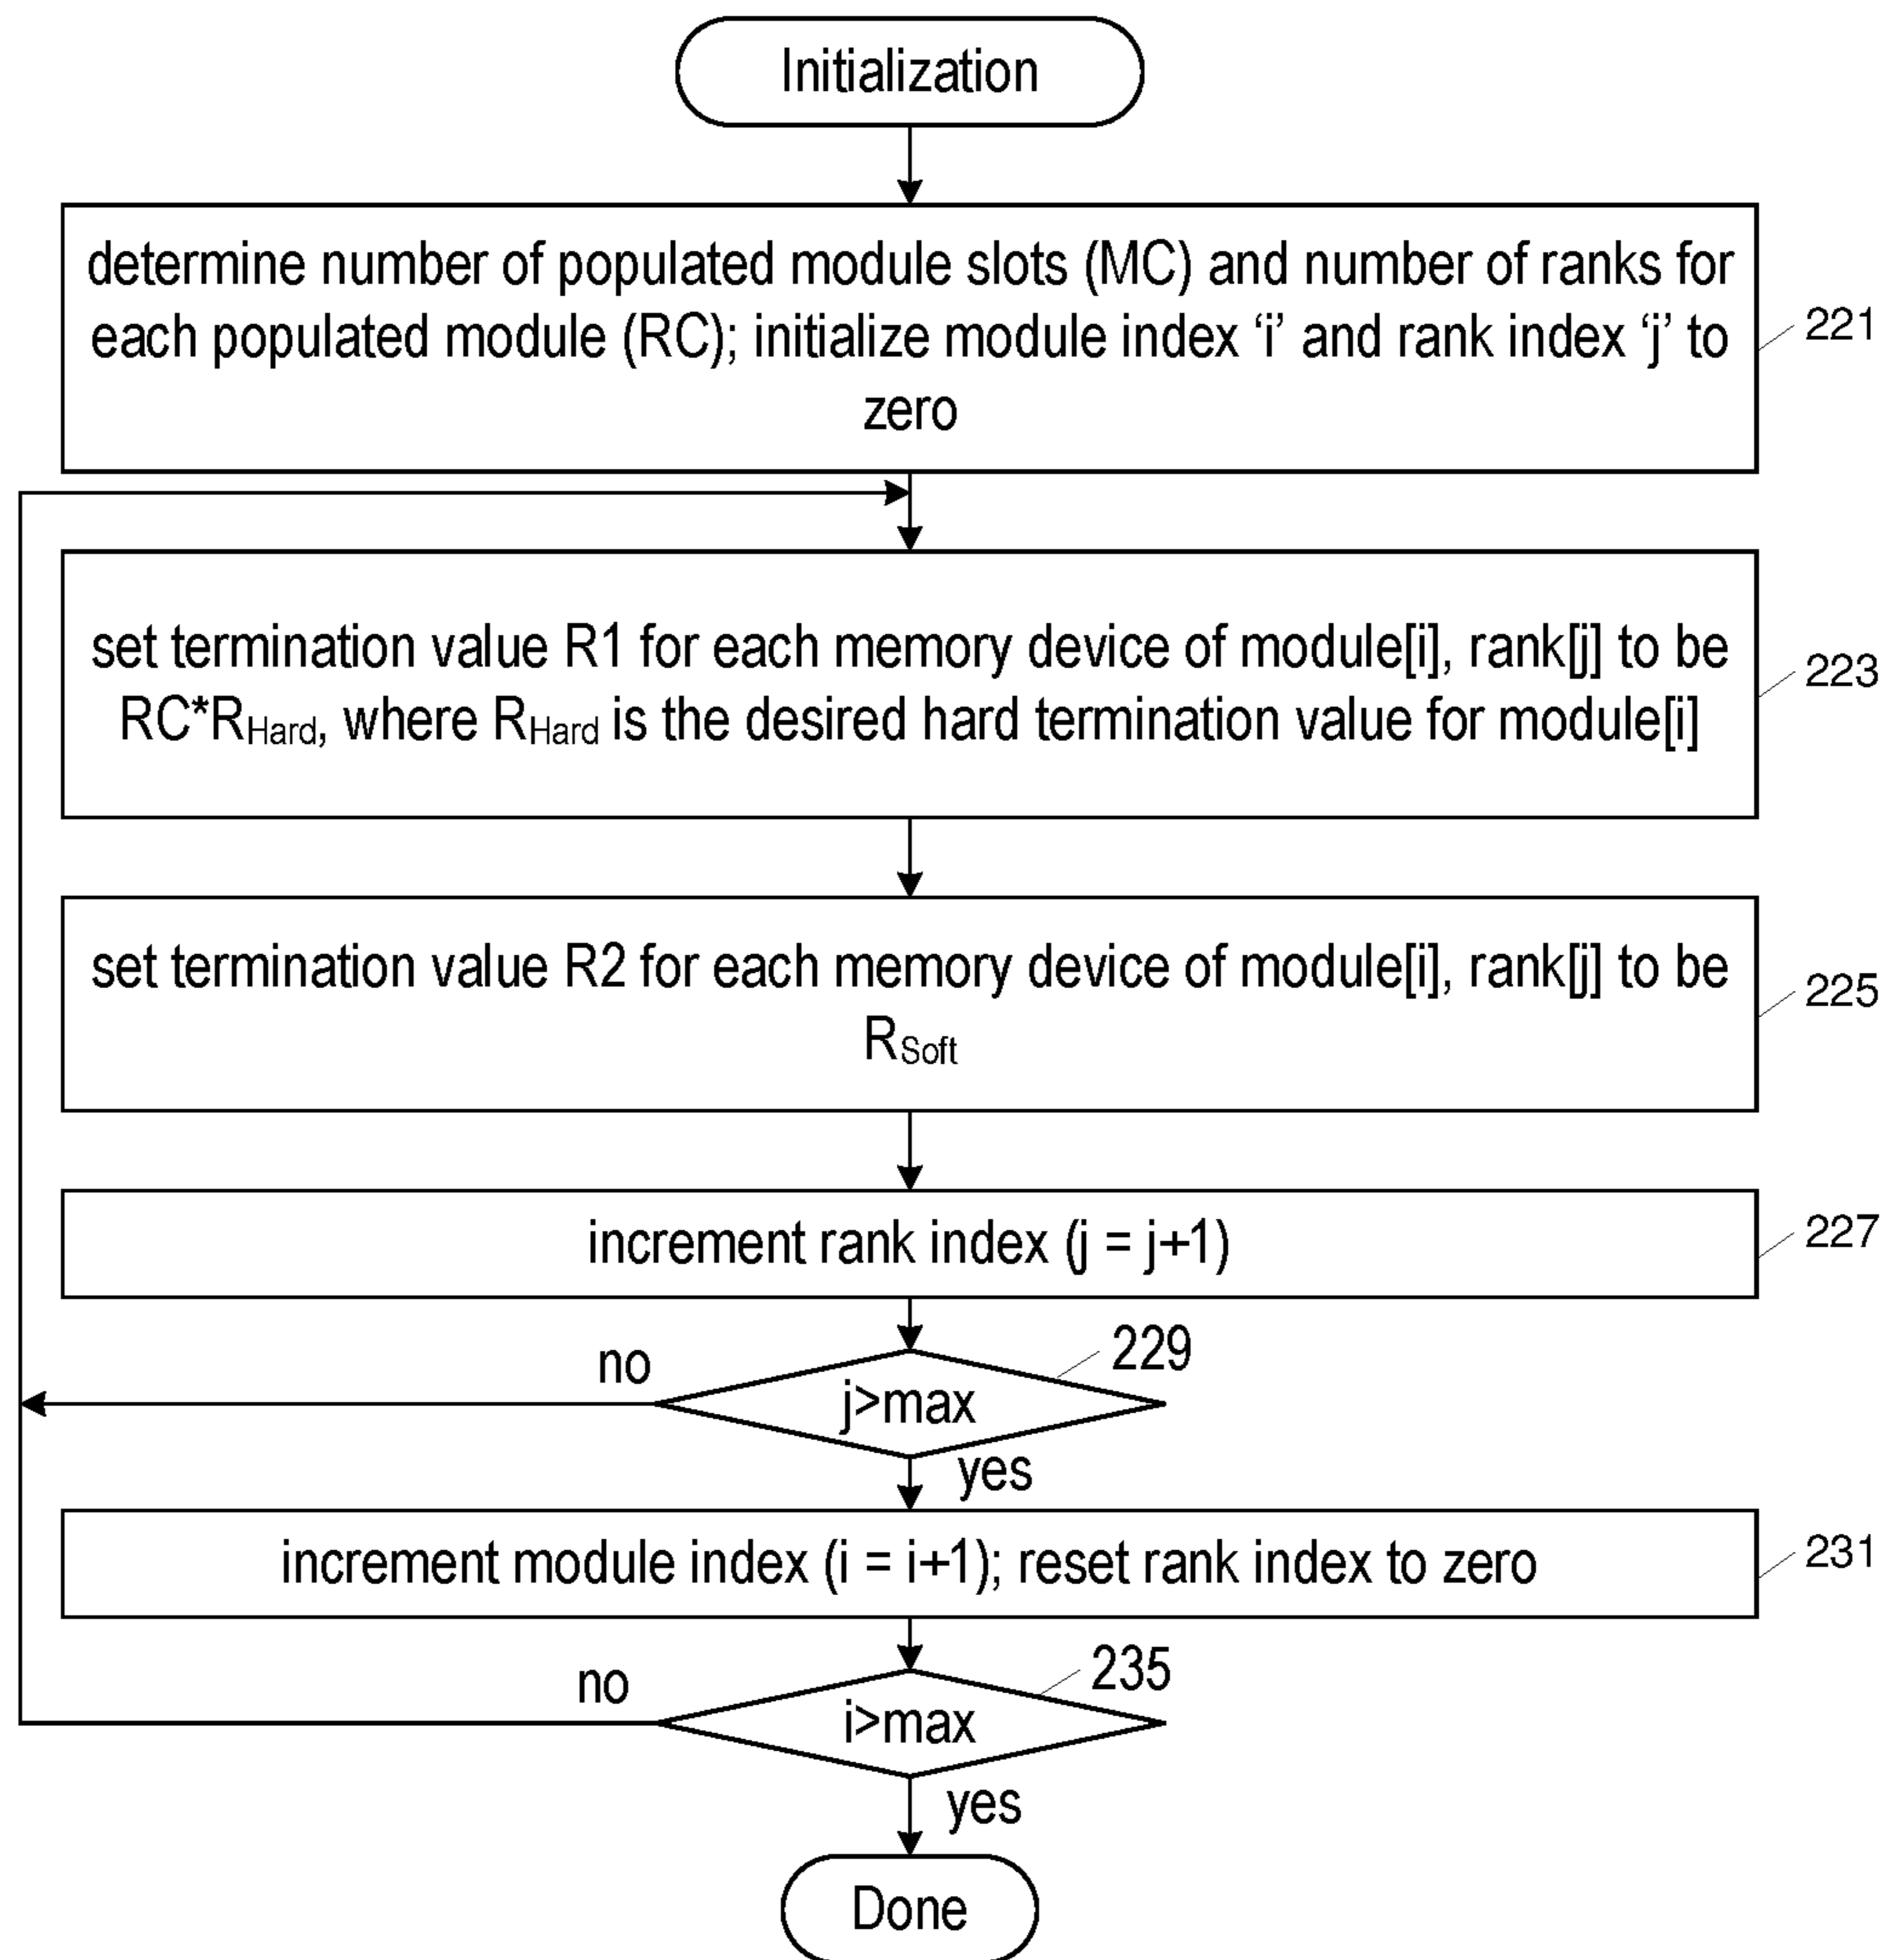 Initialization
determine number of populated module slots (MC) and number of ranks for
each populated module (RC); initialize module index ‘i’ and rank index ‘j’ to
zero
221
set termination value R1 for each memory device of module[i], rank[j] to be
RC*RHard, where RHard is the desired hard termination value for module[i]
223
set termination value R2 for each memory device of module[i], rank[j] to be
RSoft
225
increment rank index (j = j+1)
227
229
no
j>max
yes
increment module index (i = i+1); reset rank index to zero
231
235
no
i>max
yes
Done